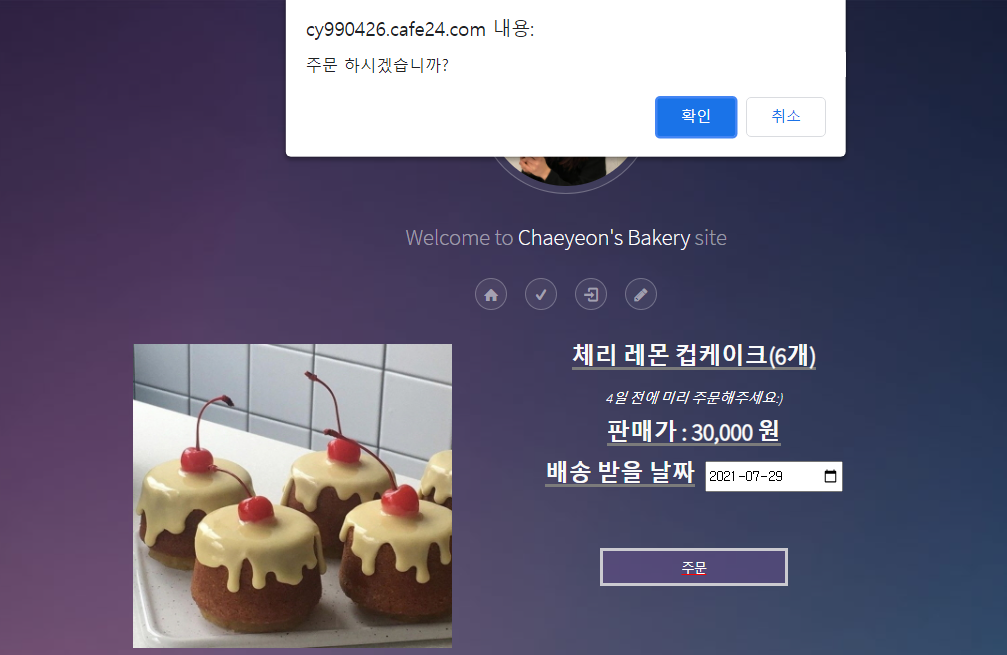 cy990426.cafe24.com 내용:
주문 하시겠습니까?
확인 취소
Welcome to Chaeyeon's Bakery site
체리 레몬 컵케이크(6개)
4일 전에 미리 주문해주세요:)
판매가 : 30,000 원
배송 받을 날짜 2021-07-29
주문